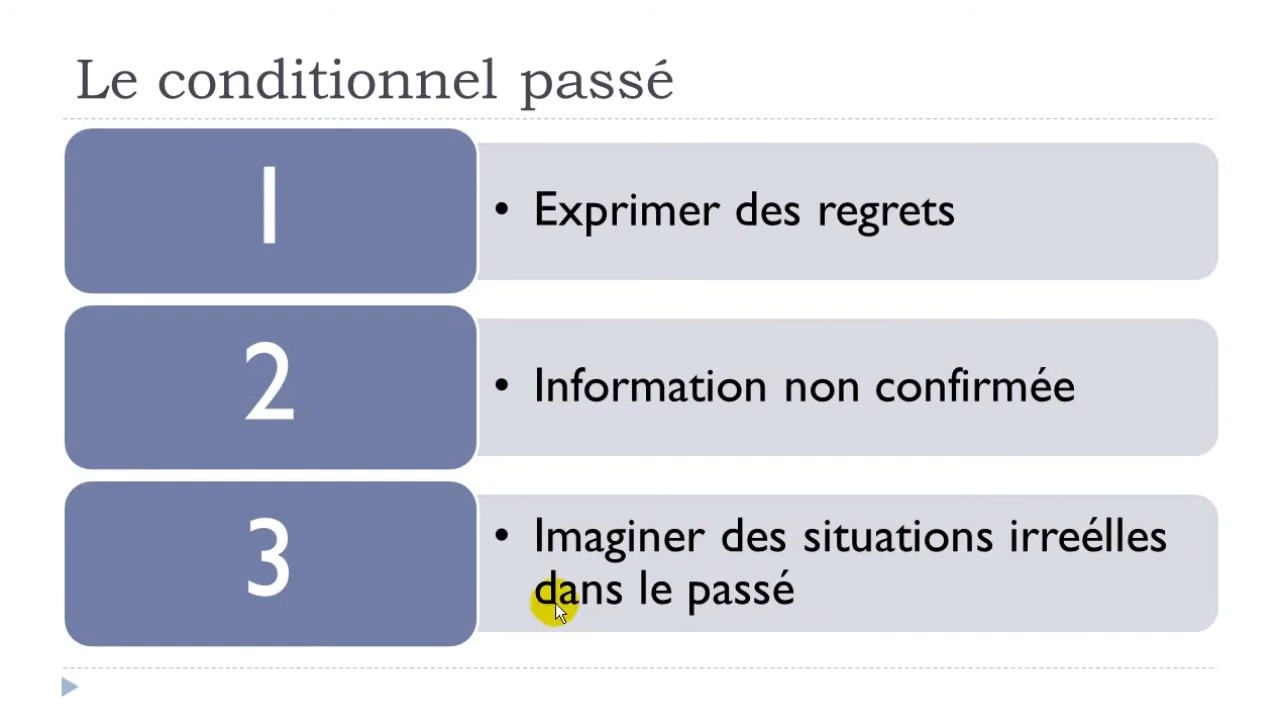 Le conditionnel passé
1
• Exprimer des regrets
2
• Information non confirmée
3
• Imaginer des situations irreélles
dans le passé